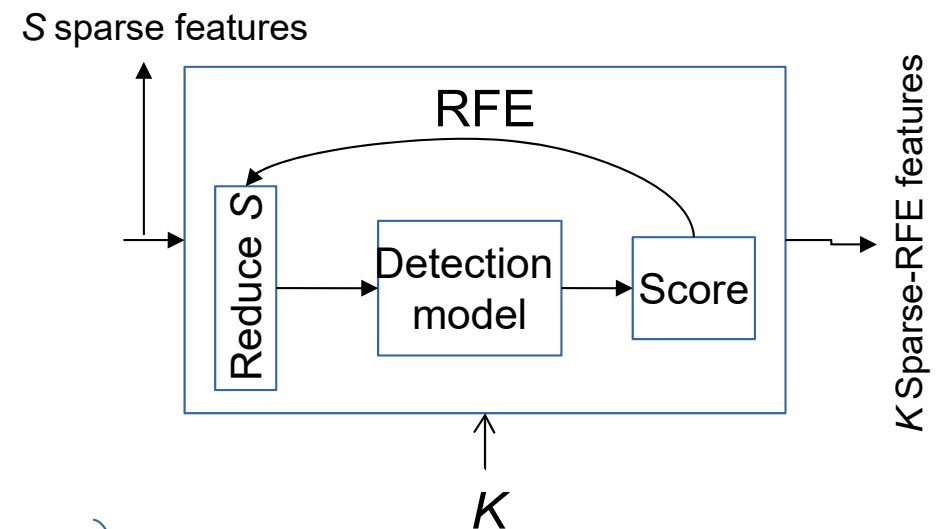 S sparse features
RFE
Reduce S
Detection
model
Score
K Sparse-RFE features
K